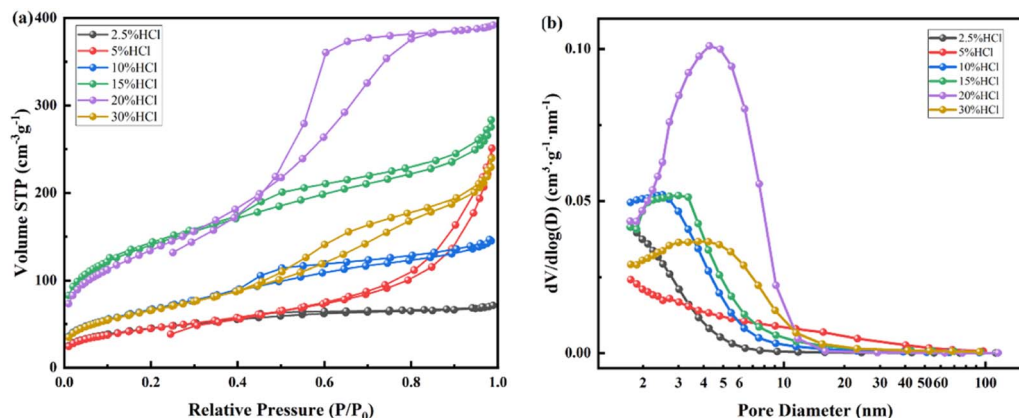 (a)
400
300
200
100
0
0.0 0.2 0.4 0.6 0.8 1.0
Volume STP (cm⁻³g⁻¹)
Relative Pressure (P/P₀)
2.5%HCl
5%HCl
10%HCl
15%HCl
20%HCl
30%HCl
(b)
0.10
0.05
0.00
2 3 4 5 6 10 20 30 40 50 60 100
dV/dlog(D) (cm³·g⁻¹·nm⁻¹)
Pore Diameter (nm)
2.5%HCl
5%HCl
10%HCl
15%HCl
20%HCl
30%HCl